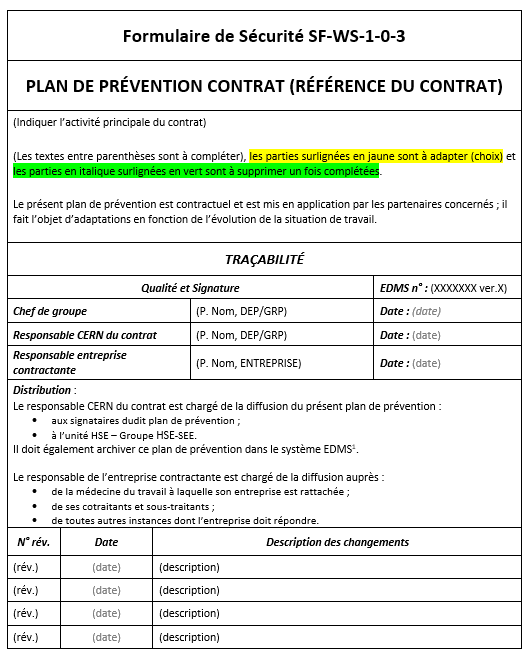 Formulaire de Sécurité SF-WS-1-0-3
PLAN DE PRÉVENTION CONTRAT (RÉFÉRENCE DU CONTRAT)
(Indiquer l'activité principale du contrat)
(Les textes entre parenthèses sont à compléter), les parties surlignées en jaune sont à adapter (choix) et
les parties en italique surlignées en vert sont à supprimer un fois complétées.
Le présent plan de prévention est contractuel et est mis en application par les partenaires concernés ; il
fait l'objet d'adaptations en fonction de l'évolution de la situation de travail.
TRAÇABILITÉ
Qualité et Signature EDMS n° : (XXXXXXX ver.X)
Chef de groupe (P. Nom, DEP/GRP) Date : (date)
Responsable CERN du contrat (P. Nom, DEP/GRP) Date : (date)
Responsable entreprise
contractante (P. Nom, ENTREPRISE) Date : (date)
Distribution :
Le responsable CERN du contrat est chargé de la diffusion du présent plan de prévention :
• aux signataires dudit plan de prévention ;
• à l'unité HSE – Groupe HSE-SEE.
Il doit également archiver ce plan de prévention dans le système EDMS¹.
Le responsable de l'entreprise contractante est chargé de la diffusion auprès :
• de la médecine du travail à laquelle son entreprise est rattachée ;
• de ses cotraitants et sous-traitants ;
• de toutes autres instances dont l'entreprise doit répondre.
N° rév. Date Description des changements
(rév.) (date) (description)
(rév.) (date) (description)
(rév.) (date) (description)
(rév.) (date) (description)